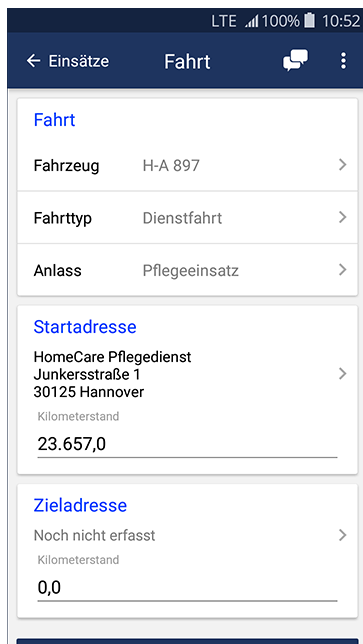 LTE 100% 10:52
← Einsätze Fahrt
Fahrt
Fahrzeug H-A 897
Fahrttyp Dienstfahrt
Anlass Pflegeeinsatz
Startadresse
HomeCare Pflegedienst
Junkersstraße 1
30125 Hannover
Kilometerstand
23.657,0
Zieladresse
Noch nicht erfasst
Kilometerstand
0,0